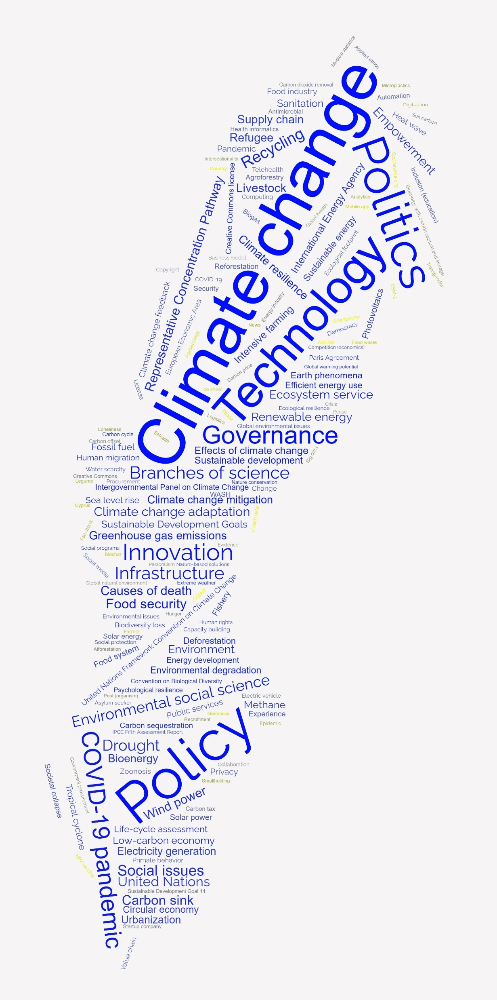 Medical statistics
Applied ethics
Carbon dioxide removal
Microplastics
Food industry
Automation
Sanitation
Digitization
Antimicrobial
Empowerment
Heat wave
Soil carbon
Supply chain
Health informatics
Refugee
Recycling
Pandemic
Intersectionality
Country
Telehealth
Agroforestry
Creative Commons license
Livestock
Computing
Climate change
Politics
Sustainable city
Inclusion (education)
Bioenergy with carbon capture and storage
Analytics
Mobile app
International Energy Agency
Global health
Biogas
Representative Concentration Pathway
Sustainable energy
Ecological footprint
Climate resilience
Technology
Transgender
Business model
Reforestation
Copyright
COVID-19
Security
DSM-5
Climate change feedback
European Economic Area
Energy industry
Photovoltaics
Intensive farming
News
Smartphone
Democracy
Agroecology
ASEAN
Food waste
Competition (economics)
Paris Agreement
Carbon price
Global warming potential
Earth phenomena
License
Efficient energy use
Ice sheet
Ecosystem service
Crisis
Ecological resilience
Reuse
Peace
Logistics
Renewable energy
Global environmental issues
Loneliness
Carbon cycle
EHealth
Governance
Carbon offset
Fossil fuel
Effects of climate change
Big data
Human migration
Sustainable development
Water scarcity
Branches of science
Creative Commons
Legume
Procurement
Nature conservation
Intergovernmental Panel on Climate Change
Change
WASH
Sea level rise
Climate change mitigation
Cyprus
Climate change adaptation
Health data
Sustainable Development Goals
Facebook
Greenhouse gas emissions
Evidence
Social programs
Innovation
Biochar
Social media
Pastoralism
Nature-based solutions
Infrastructure
Global natural environment
Extreme weather
Causes of death
CGIAR
United Nations Framework Convention on Climate Change
Food security
Fishery
Hunger
Environmental issues
Human rights
Biodiversity loss
Capacity building
Farmer
Solar energy
Social protection
Deforestation
Afforestation
Environment
Food system
Energy development
Environmental degradation
Convention on Biological Diversity
Environmental social science
Psychological resilience
Pest (organism)
Electric vehicle
Asylum seeker
Public services
Methane
Genomics
Experience
Recruitment
Epidemic
Carbon sequestration
IPCC Fifth Assessment Report
Policy
COVID-19 pandemic
Drought
Bioenergy
Government procurement
Societal collapse
Collaboration
Zoonosis
Privacy
Smallholding
Tropical cyclone
Wind power
Carbon tax
Solar power
Life-cycle assessment
Low-carbon economy
Electricity generation
HPV vaccine
Primate behavior
Social issues
United Nations
Sustainable Development Goal 14
Carbon sink
Circular economy
Urbanization
Startup company
Value chain